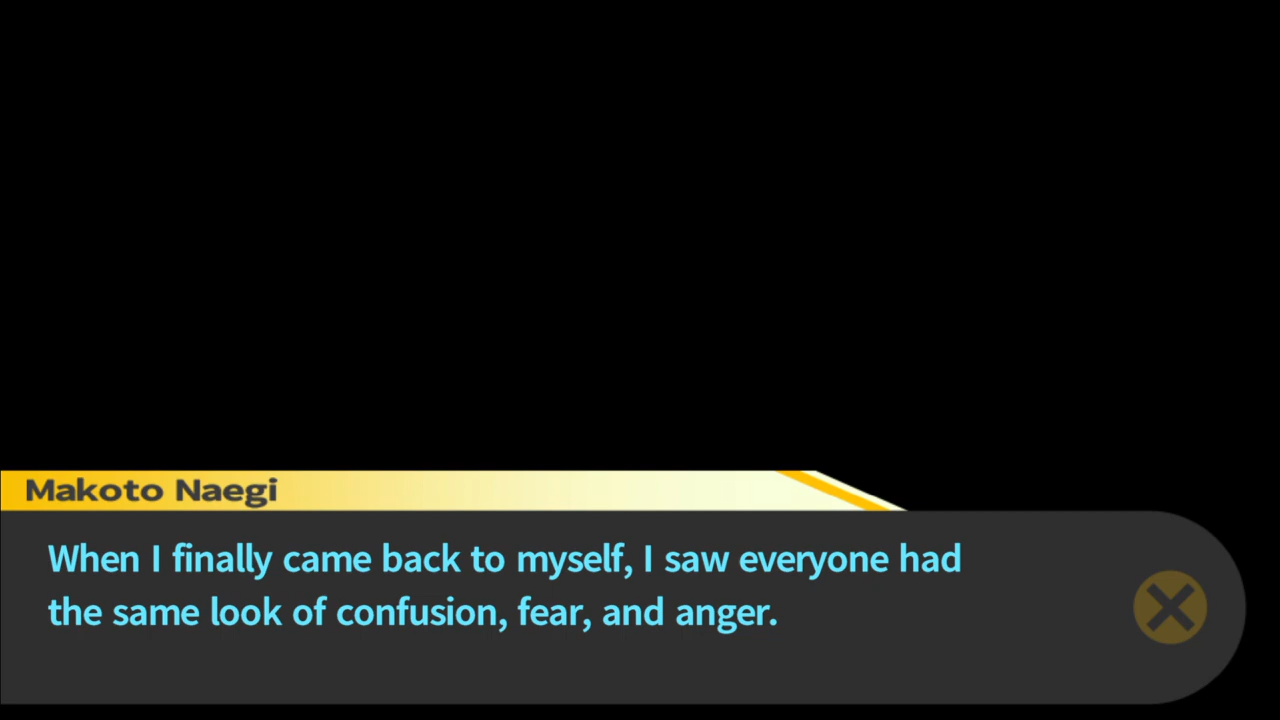 Makoto Naegi
When I finally came back to myself, I saw everyone had
the same look of confusion, fear, and anger.